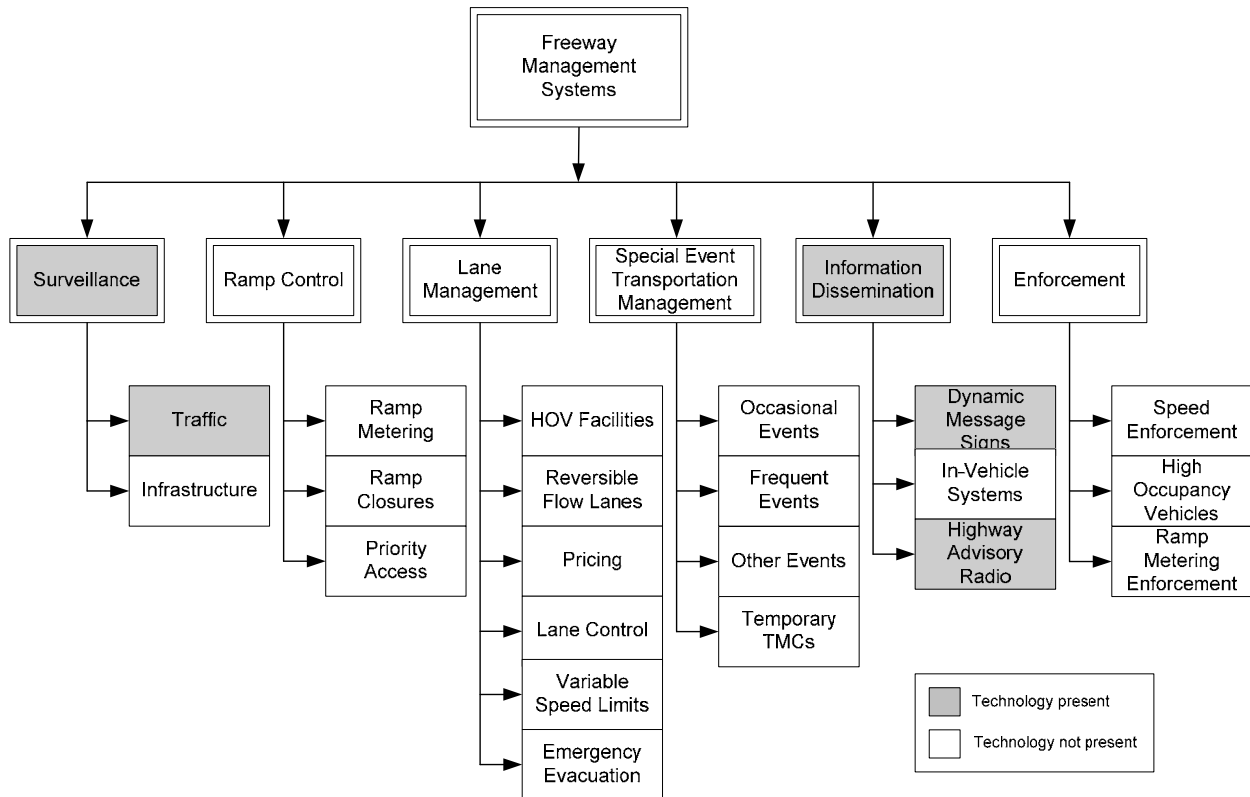 Freeway
Management
Systems
Surveillance
Ramp Control
Lane
Management
Special Event
Transportation
Management
Information
Dissemination
Enforcement
Traffic
Infrastructure
Ramp
Metering
Ramp
Closures
Priority
Access
HOV Facilities
Reversible
Flow Lanes
Pricing
Lane Control
Variable
Speed Limits
Emergency
Evacuation
Occasional
Events
Frequent
Events
Other Events
Temporary
TMCs
Dynamic
Message
Signs
In-Vehicle
Systems
Highway
Advisory
Radio
Speed
Enforcement
High
Occupancy
Vehicles
Ramp
Metering
Enforcement
Technology present
Technology not present